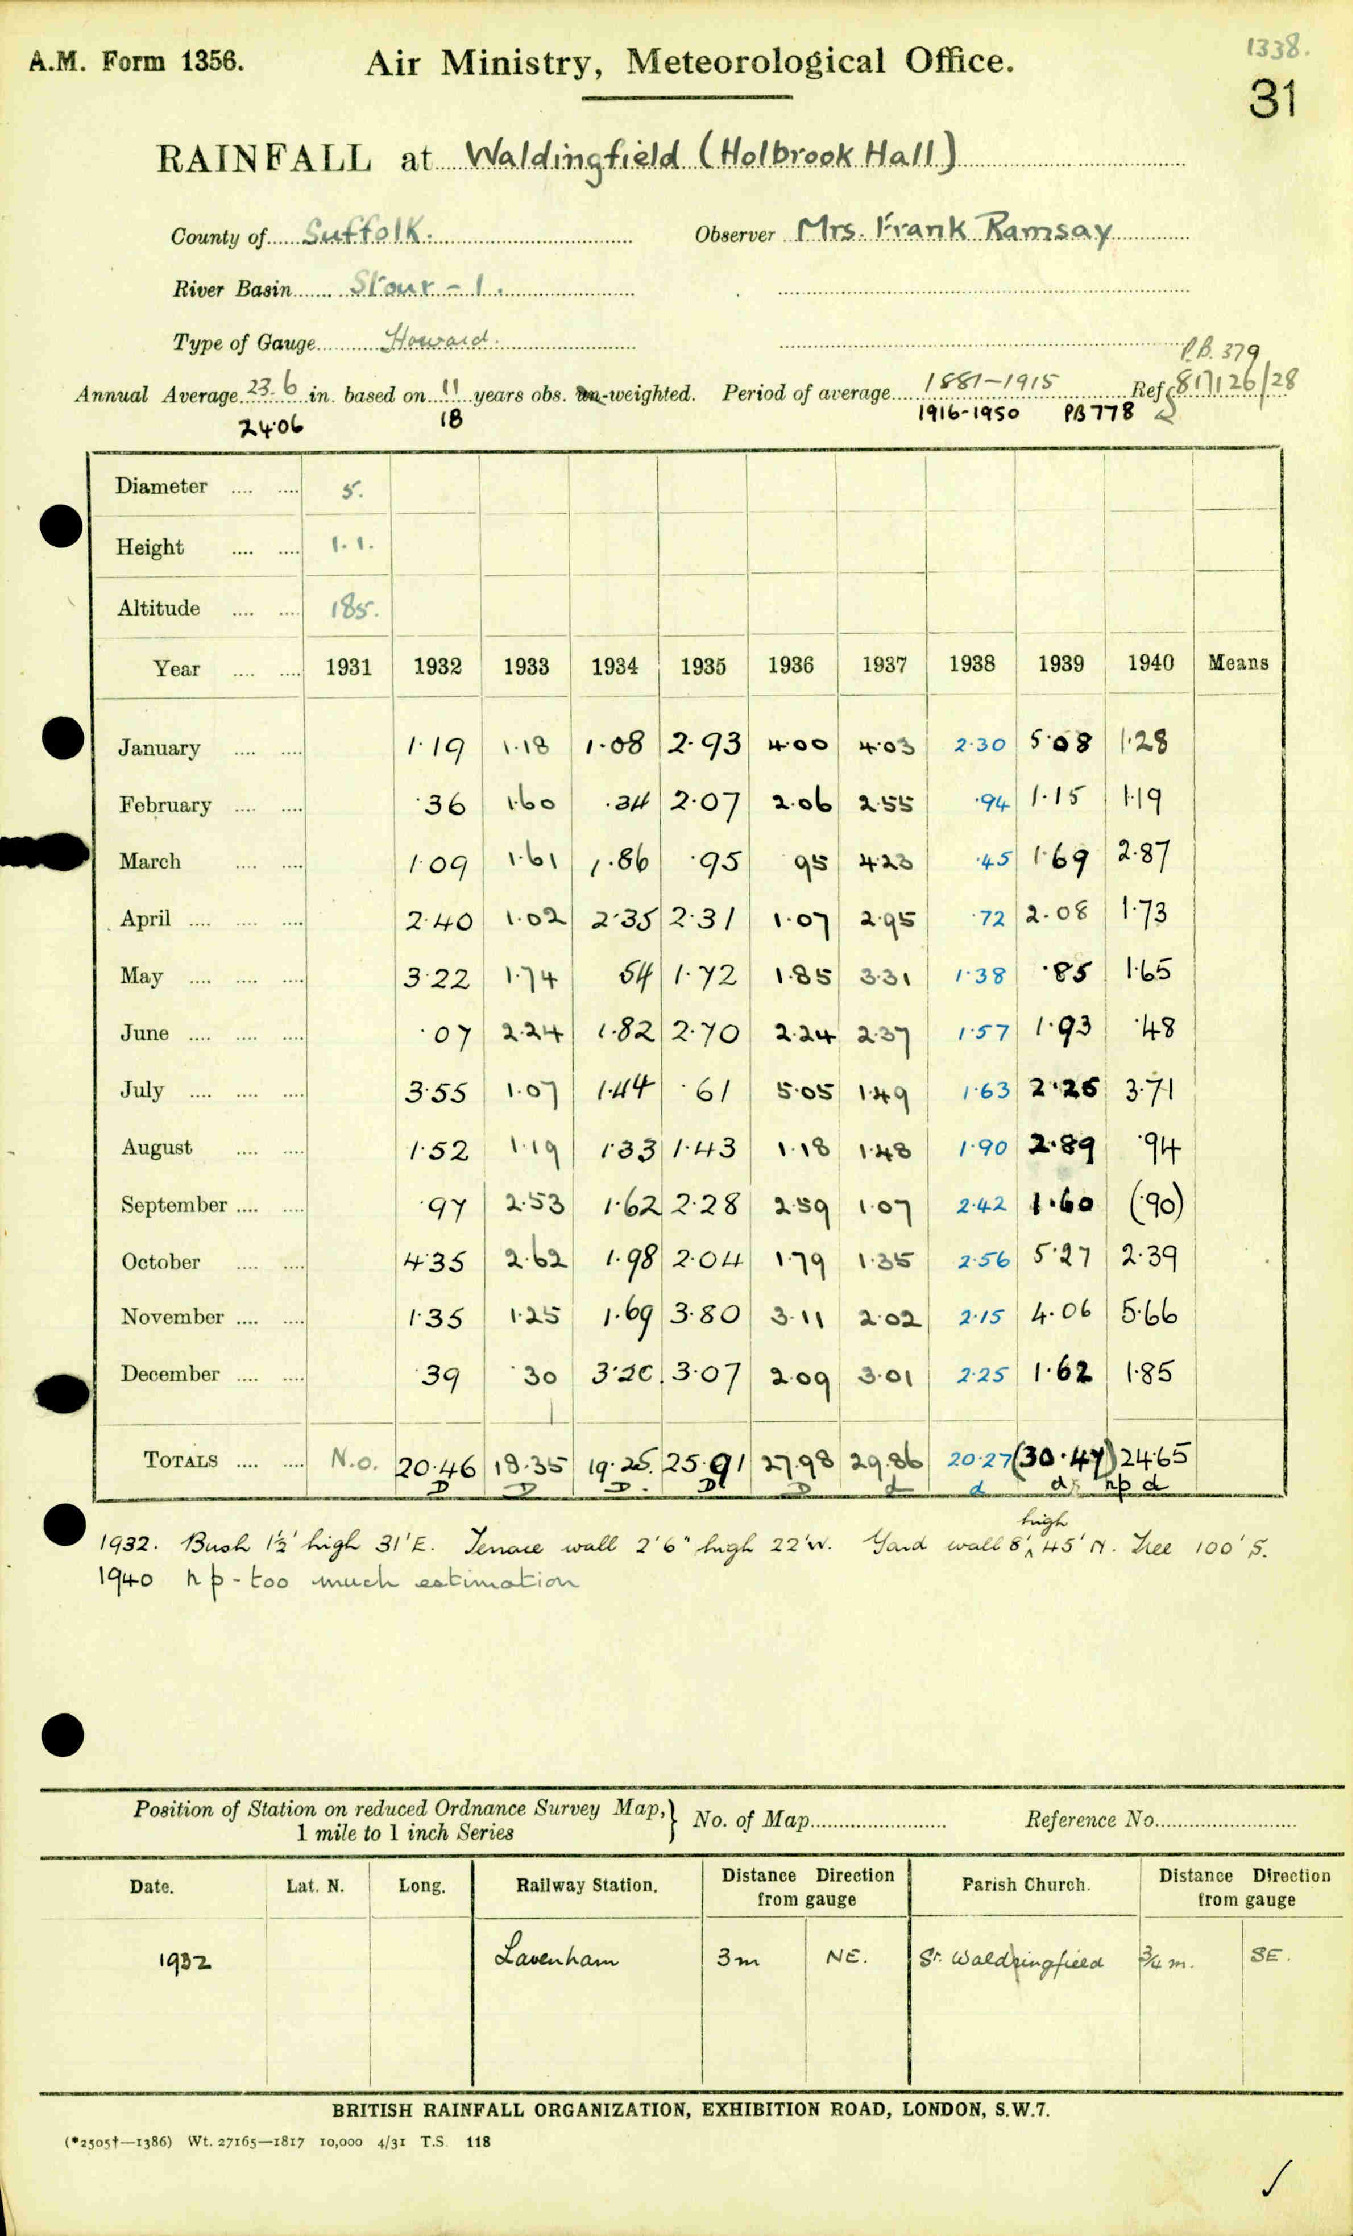 1338.
A.M. Form 1356. Air Ministry, Meteorological Office.
31
RAINFALL at Waldingfield (Holbrook Hall)
County of Suffolk. Observer Mrs. Frank Ramsay
River Basin Stour - 1.
Type of Gauge Howard.
P.B. 379
Annual Average 23.6 in. based on 11 years obs. un-weighted. Period of average 1881-1915 Ref. 817126/28
24.06 18 1916-1950 PB 778
Diameter .... .... 5.
Height .... .... 1.1.
Altitude .... .... 185.
Year .... .... 1931 1932 1933 1934 1935 1936 1937 1938 1939 1940 Means
January .... .... 1.19 1.18 1.08 2.93 4.00 4.03 2.30 5.08 1.28
February .... .... .36 1.60 .34 2.07 2.06 2.55 .94 1.15 1.19
March .... .... 1.09 1.61 1.86 .95 95 4.23 .45 1.69 2.87
April .... .... .... 2.40 1.02 2.35 2.31 1.07 2.95 .72 2.08 1.73
May .... .... .... 3.22 1.74 54 1.72 1.85 3.31 1.38 .85 1.65
June .... .... .... .07 2.24 1.82 2.70 2.24 2.37 1.57 1.93 .48
July .... .... .... 3.55 1.07 1.44 .61 5.05 1.49 1.63 2.25 3.71
August .... .... 1.52 1.19 1.33 1.43 1.18 1.48 1.90 2.89 .94
September .... .... .97 2.53 1.62 2.28 2.59 1.07 2.42 1.60 (.90)
October .... .... 4.35 2.62 1.98 2.04 1.79 1.35 2.56 5.27 2.39
November .... .... 1.35 1.25 1.69 3.80 3.11 2.02 2.15 4.06 5.66
December .... .... .39 .30 3.20 3.07 2.09 3.01 2.25 1.62 1.85
TOTALS .... .... N.o. 20.46 18.35 19.25 25.91 27.98 29.86 20.27 (30.47) 24.65
D D D. D D d d d np d
high
1932. Bush 1½' high 31' E. Terrace wall 2'6" high 22' W. Yard wall 8', 45' N. Tree 100' S.
1940 np - too much estimation
Position of Station on reduced Ordnance Survey Map,} No. of Map Reference No.
1 mile to 1 inch Series
Date. Lat. N. Long. Railway Station. Distance Direction from gauge Parish Church. Distance Direction from gauge
1932 Lavenham 3m NE. Gr. Waldringfield ¾ m. SE.
BRITISH RAINFALL ORGANIZATION, EXHIBITION ROAD, LONDON, S.W.7.
(*2505†—1386) Wt. 27165—1817 10,000 4/31 T.S. 118